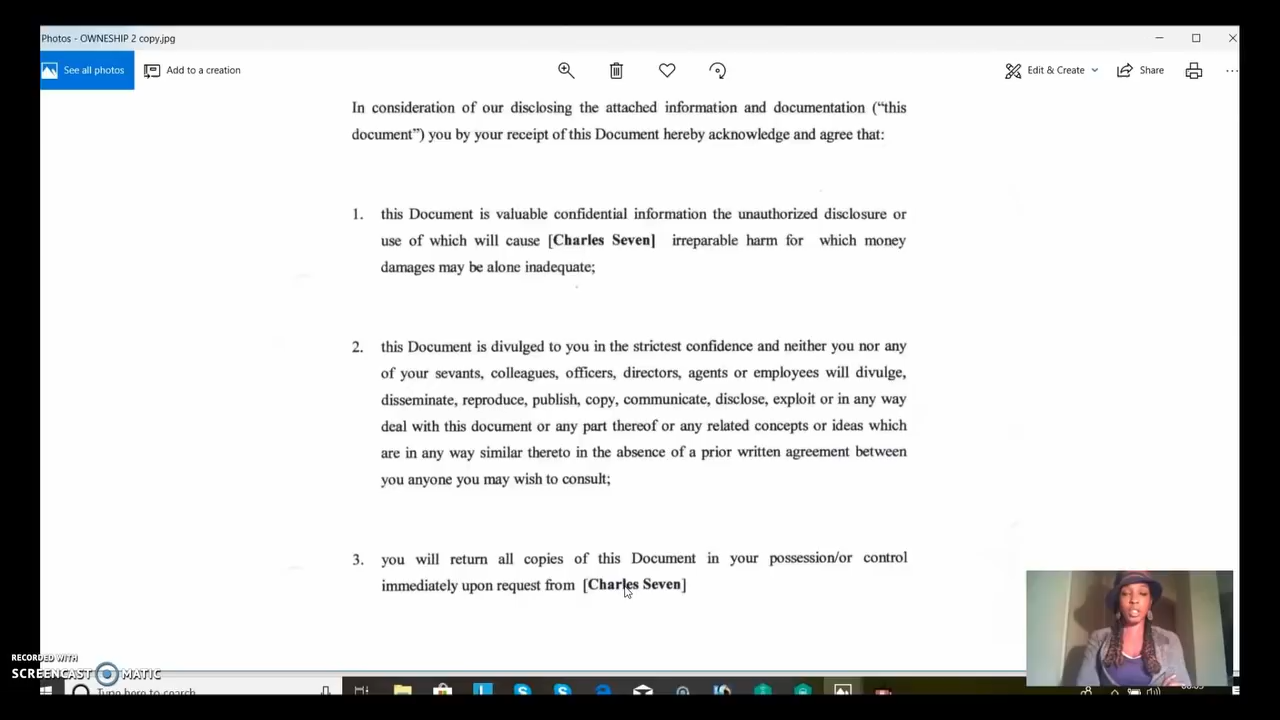 Photos - OWNESHIP 2 copy.jpg
See all photos
Add to a creation
Edit & Create
Share
In consideration of our disclosing the attached information and documentation (“this
document”) you by your receipt of this Document hereby acknowledge and agree that:
1. this Document is valuable confidential information the unauthorized disclosure or
use of which will cause [Charles Seven] irreparable harm for which money
damages may be alone inadequate;
2. this Document is divulged to you in the strictest confidence and neither you nor any
of your sevants, colleagues, officers, directors, agents or employees will divulge,
disseminate, reproduce, publish, copy, communicate, disclose, exploit or in any way
deal with this document or any part thereof or any related concepts or ideas which
are in any way similar thereto in the absence of a prior written agreement between
you anyone you may wish to consult;
3. you will return all copies of this Document in your possession/or control
immediately upon request from [Charles Seven]
RECORDED WITH
SCREENCAST MATIC
Type here to search